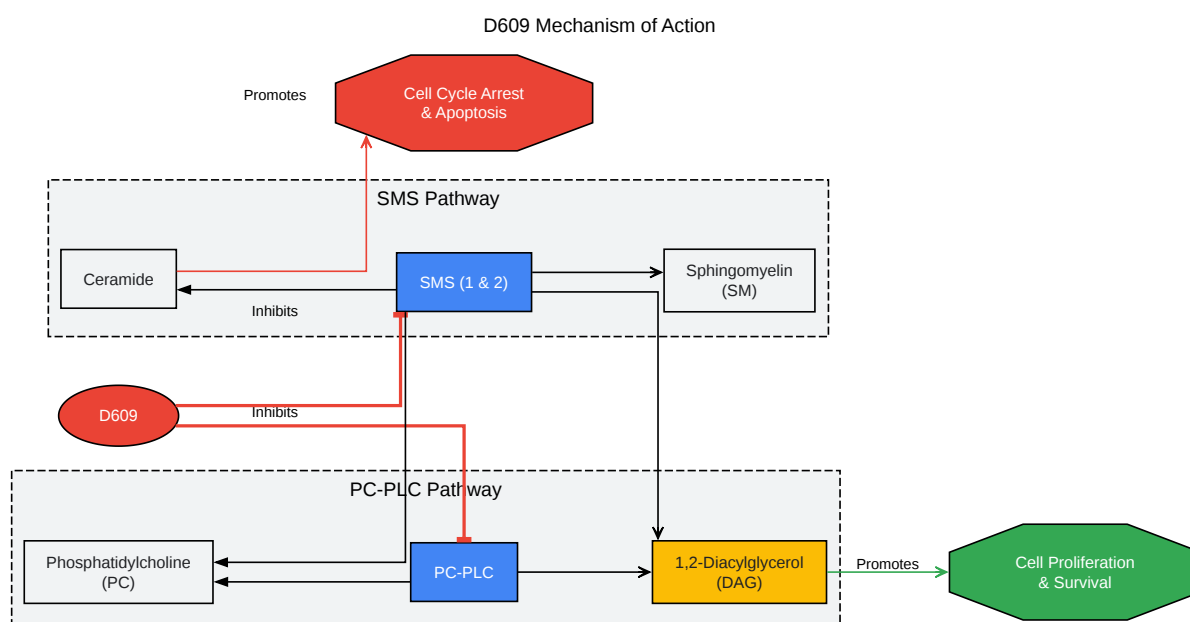 D609 Mechanism of Action
Promotes
Cell Cycle Arrest
& Apoptosis
SMS Pathway
Ceramide
SMS (1 & 2)
Sphingomyelin
(SM)
Inhibits
D609
Inhibits
PC-PLC Pathway
Phosphatidylcholine
(PC)
PC-PLC
1,2-Diacylglycerol
(DAG)
Promotes
Cell Proliferation
& Survival